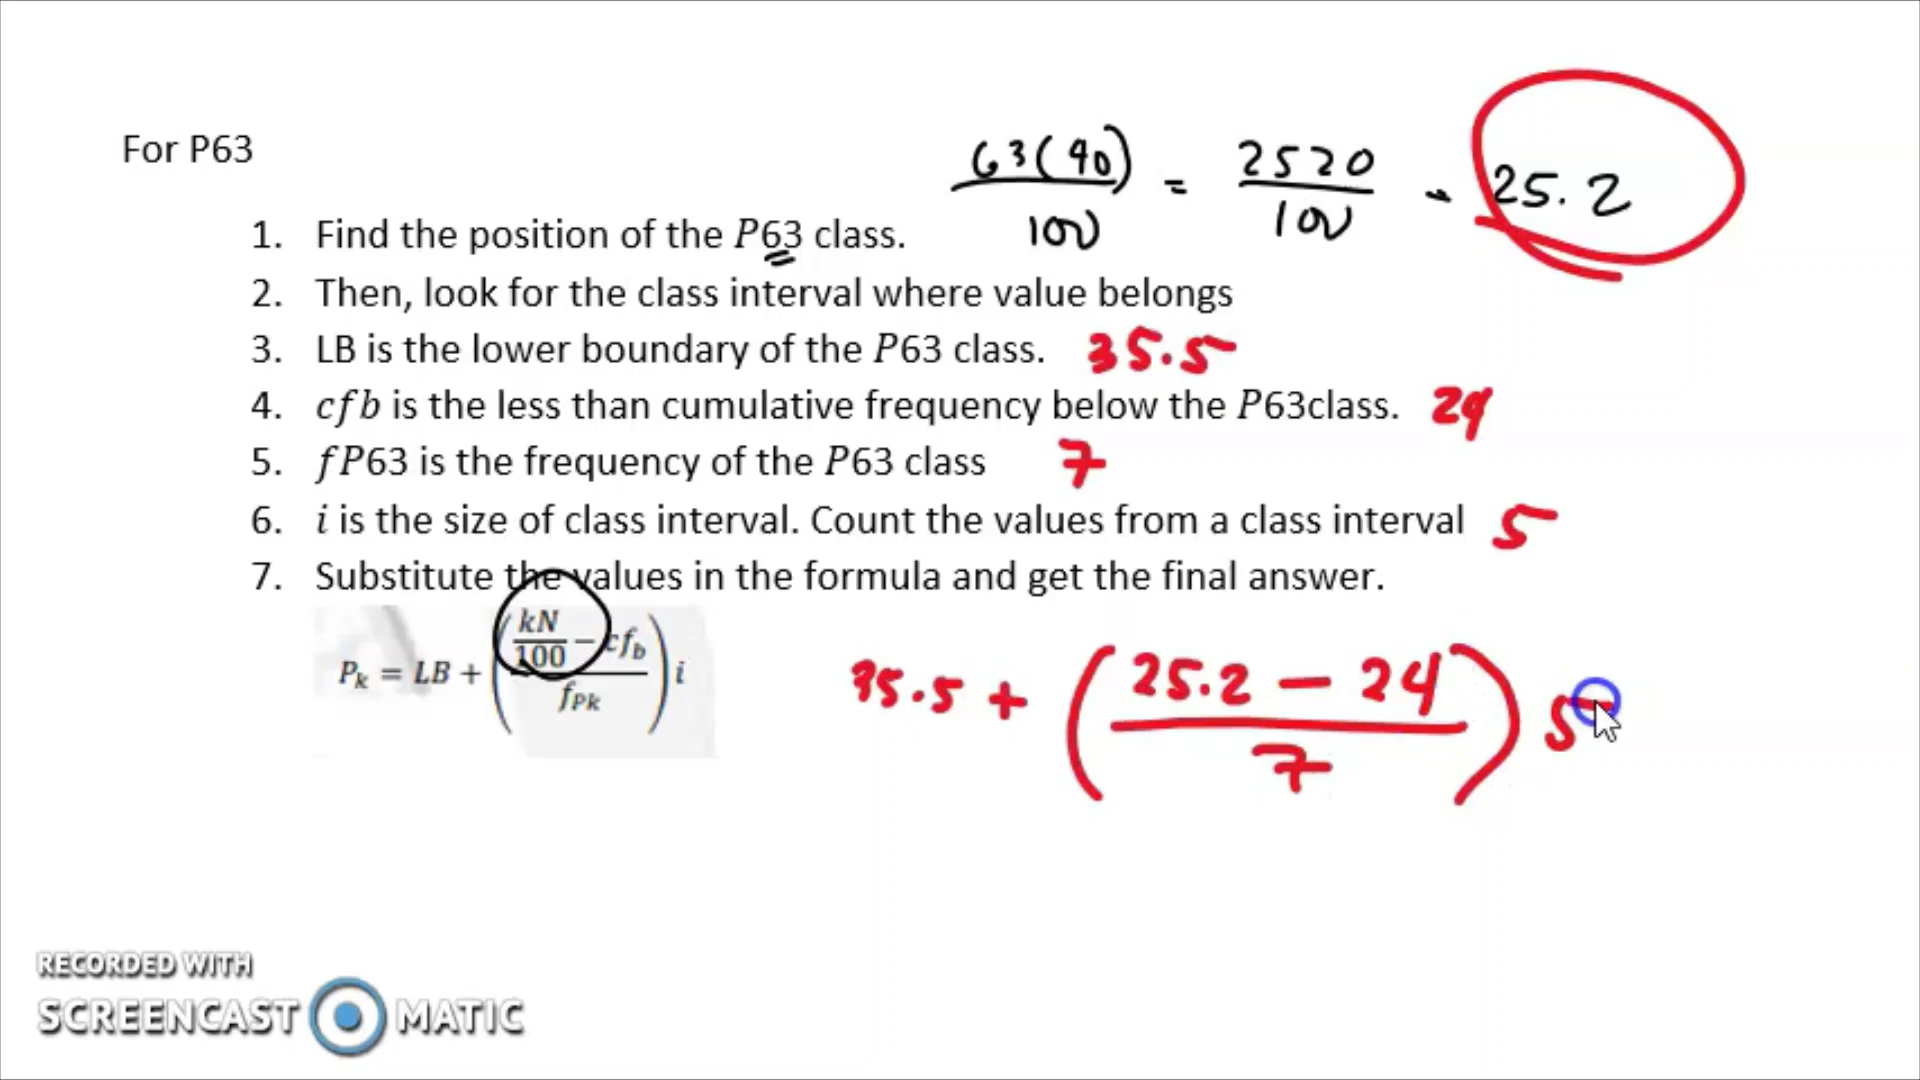 For P63
63(40)
100
=
2520
100
- 25.2
1. Find the position of the P63 class.
2. Then, look for the class interval where value belongs
3. LB is the lower boundary of the P63 class. 35.5
4. cfb is the less than cumulative frequency below the P63class. 24
5. fP63 is the frequency of the P63 class 7
6. i is the size of class interval. Count the values from a class interval 5
7. Substitute the values in the formula and get the final answer.
Pk = LB + (kN/100 − cfb / fPk) i
35.5 + (25.2 − 24 / 7) 5
RECORDED WITH
SCREENCAST MATIC